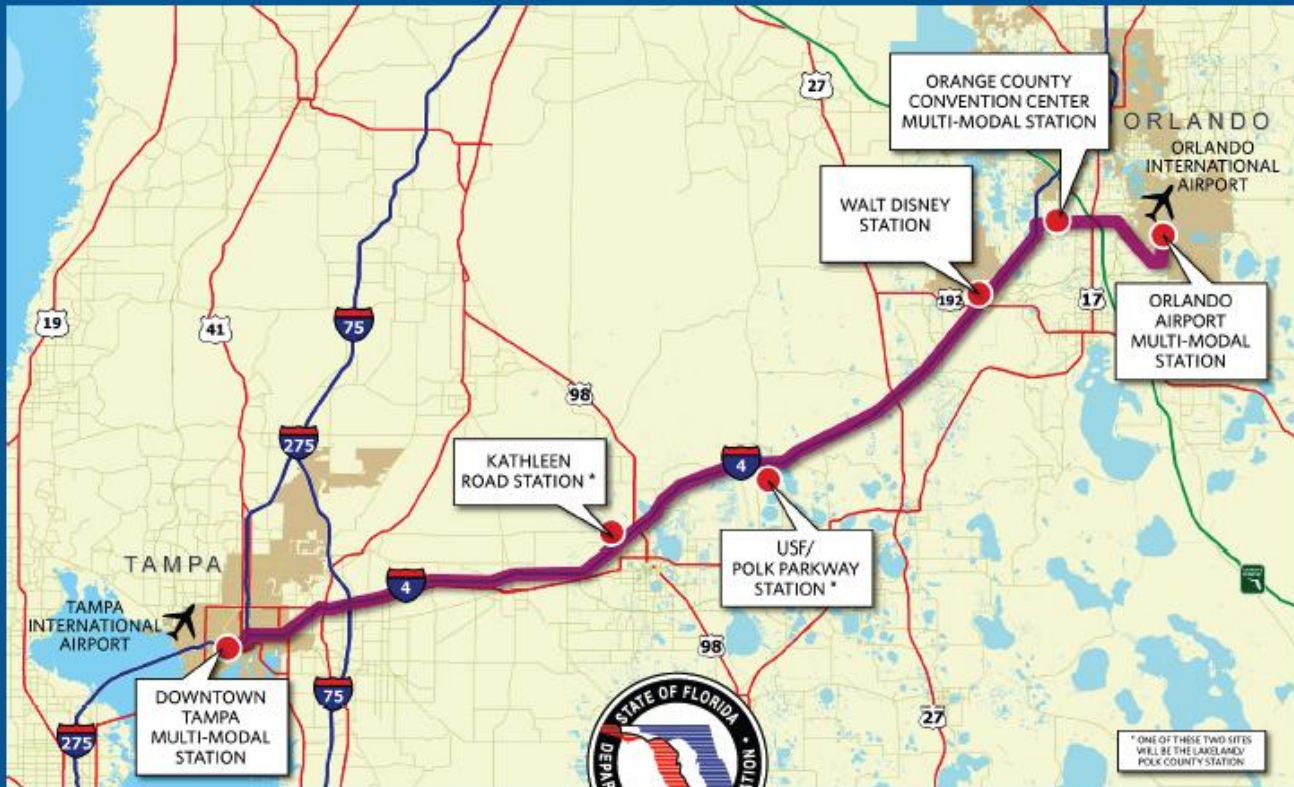 27
ORANGE COUNTY
CONVENTION CENTER
MULTI-MODAL STATION
ORLANDO
ORLANDO
INTERNATIONAL
AIRPORT
WALT DISNEY
STATION
192
17
ORLANDO
AIRPORT
MULTI-MODAL
STATION
19
41
75
98
275
KATHLEEN
ROAD STATION *
4
USF/
POLK PARKWAY
STATION *
TAMPA
4
TAMPA
INTERNATIONAL
AIRPORT
98
DOWNTOWN
TAMPA
MULTI-MODAL
STATION
75
275
27
STATE OF FLORIDA
* ONE OF THESE TWO SITES
WILL BE THE LAKELAND/
POLK COUNTY STATION